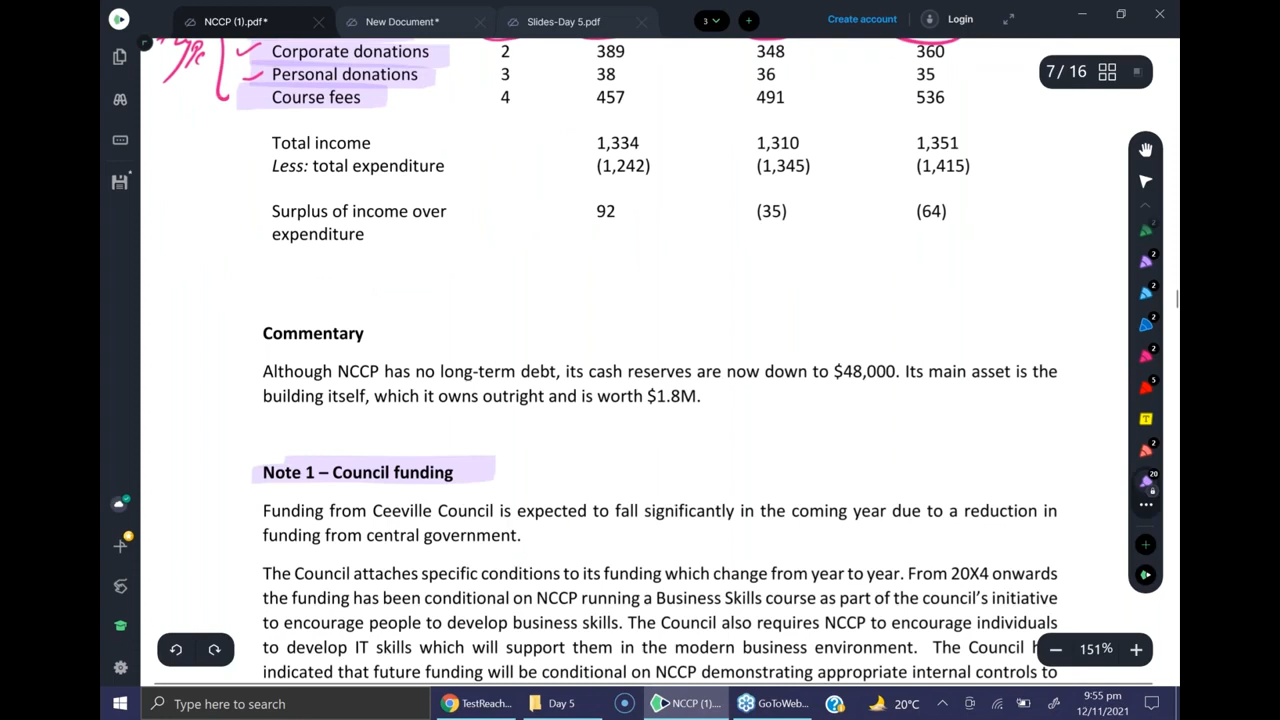 NCCP (1).pdf*
New Document*
Slides-Day 5.pdf
3
Create account
Login
7 / 16
Corporate donations 2 389 348 360
Personal donations 3 38 36 35
Course fees 4 457 491 536
Total income 1,334 1,310 1,351
Less: total expenditure (1,242) (1,345) (1,415)
Surplus of income over 92 (35) (64)
expenditure
Commentary
Although NCCP has no long-term debt, its cash reserves are now down to $48,000. Its main asset is the
building itself, which it owns outright and is worth $1.8M.
Note 1 – Council funding
Funding from Ceeville Council is expected to fall significantly in the coming year due to a reduction in
funding from central government.
The Council attaches specific conditions to its funding which change from year to year. From 20X4 onwards
the funding has been conditional on NCCP running a Business Skills course as part of the council's initiative
to encourage people to develop business skills. The Council also requires NCCP to encourage individuals
to develop IT skills which will support them in the modern business environment. The Council
indicated that future funding will be conditional on NCCP demonstrating appropriate internal controls to
2
2
2
2
2
5
T
2
20
151%
Type here to search
TestReach...
Day 5
NCCP (1)....
GoToWeb...
20°C
9:55 pm
12/11/2021